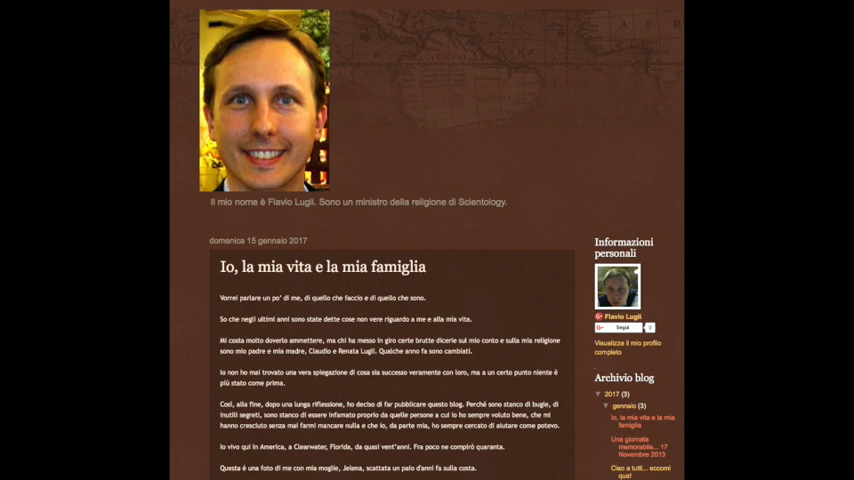 Il mio nome è Flavio Lugli. Sono un ministro della religione di Scientology.
domenica 15 gennaio 2017
Io, la mia vita e la mia famiglia
Vorrei parlare un po' di me, di quello che faccio e di quello che sono.
So che negli ultimi anni sono state dette cose non vere riguardo a me e alla mia vita.
Mi costa molto doverlo ammettere, ma chi ha messo in giro certe brutte dicerie sul mio conto e sulla mia religione
sono mio padre e mia madre, Claudio e Renata Lugli. Qualche anno fa sono cambiati.
Io non ho mai trovato una vera spiegazione di cosa sia successo veramente con loro, ma a un certo punto niente è
più stato come prima.
Così, alla fine, dopo una lunga riflessione, ho deciso di far pubblicare questo blog. Perché sono stanco di bugie, di
inutili segreti, sono stanco di essere infamato proprio da quelle persone a cui io ho sempre voluto bene, che mi
hanno cresciuto senza mai farmi mancare nulla e che io, da parte mia, ho sempre cercato di aiutare come potevo.
Io vivo qui in America, a Clearwater, Florida, da quasi vent'anni. Fra poco ne compirò quaranta.
Questa è una foto di me con mia moglie, Jelena, scattata un paio d'anni fa sulla costa.
Informazioni
personali
G+ Flavio Lugli
G+ Segui 0
Visualizza il mio profilo
completo
Archivio blog
▼ 2017 (3)
▼ gennaio (3)
Io, la mia vita e la mia
famiglia
Una giornata
memorabile... 17
Novembre 2013
Ciao a tutti... eccomi
qua!